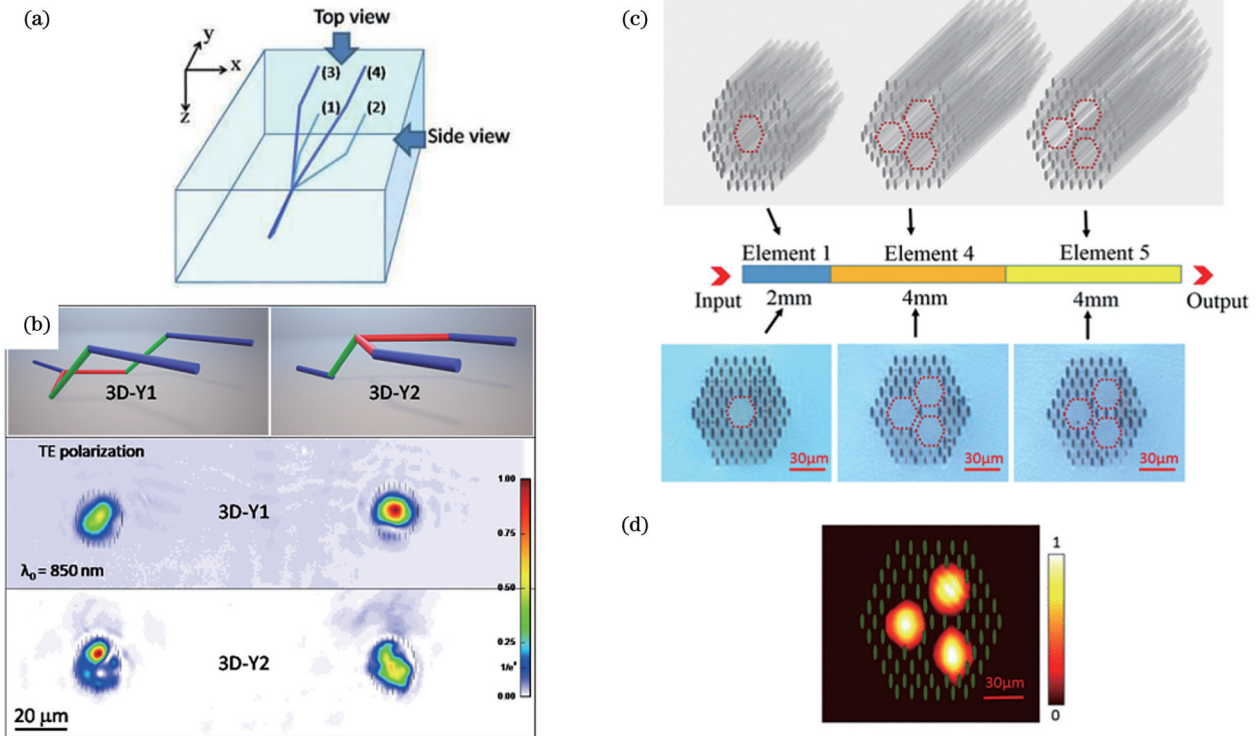 (a)
Top view
y
x
z
(3)
(4)
(1)
(2)
Side view
(b)
3D-Y1
3D-Y2
TE polarization
3D-Y1
λ₀ = 850 nm
3D-Y2
20 μm
1.00
0.75
0.50
0.25
1/e²
0.00
(c)
Element 1
Element 4
Element 5
Input
2mm
4mm
4mm
Output
30μm
30μm
30μm
(d)
30μm
1
0